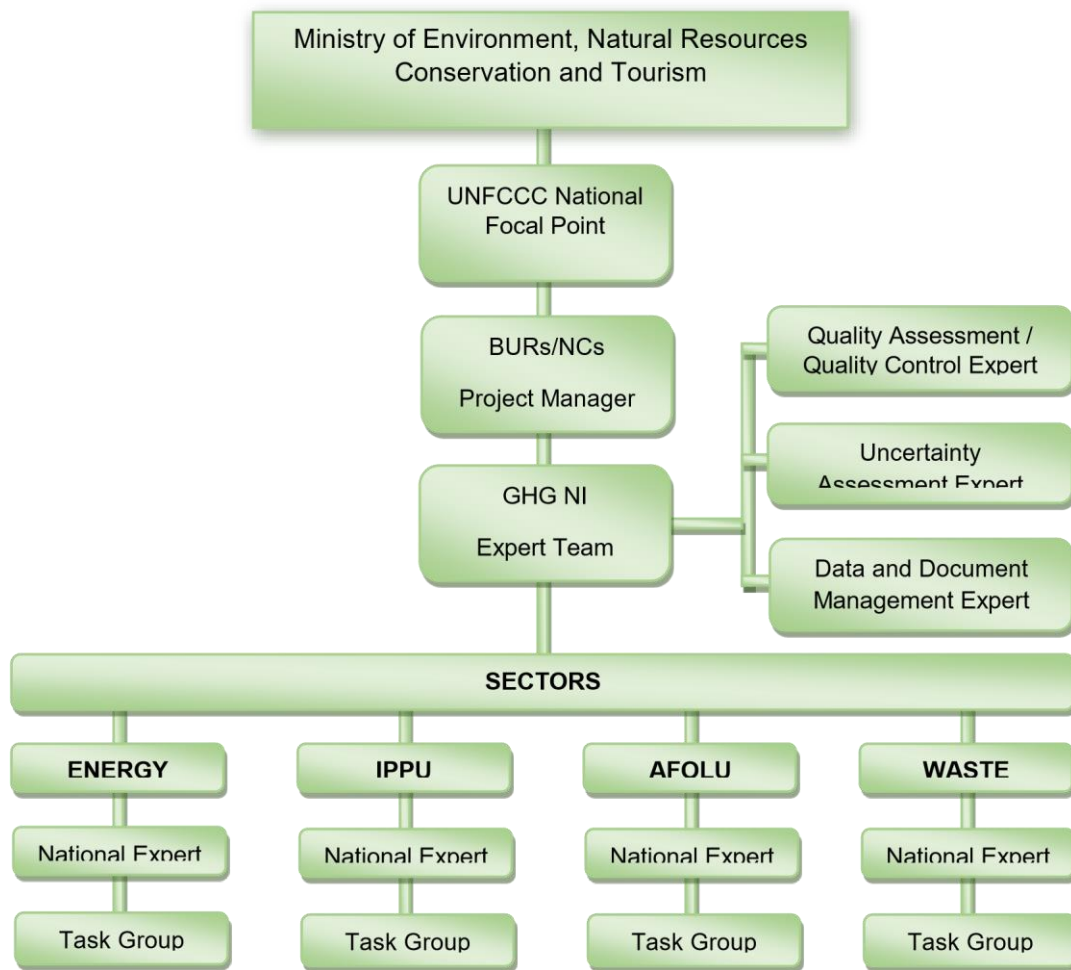 Ministry of Environment, Natural Resources
Conservation and Tourism
UNFCCC National
Focal Point
BURs/NCs
Project Manager
GHG NI
Expert Team
Quality Assessment /
Quality Control Expert
Uncertainty
Assessment Expert
Data and Document
Management Expert
SECTORS
ENERGY
IPPU
AFOLU
WASTE
National Expert
National Expert
National Expert
National Expert
Task Group
Task Group
Task Group
Task Group